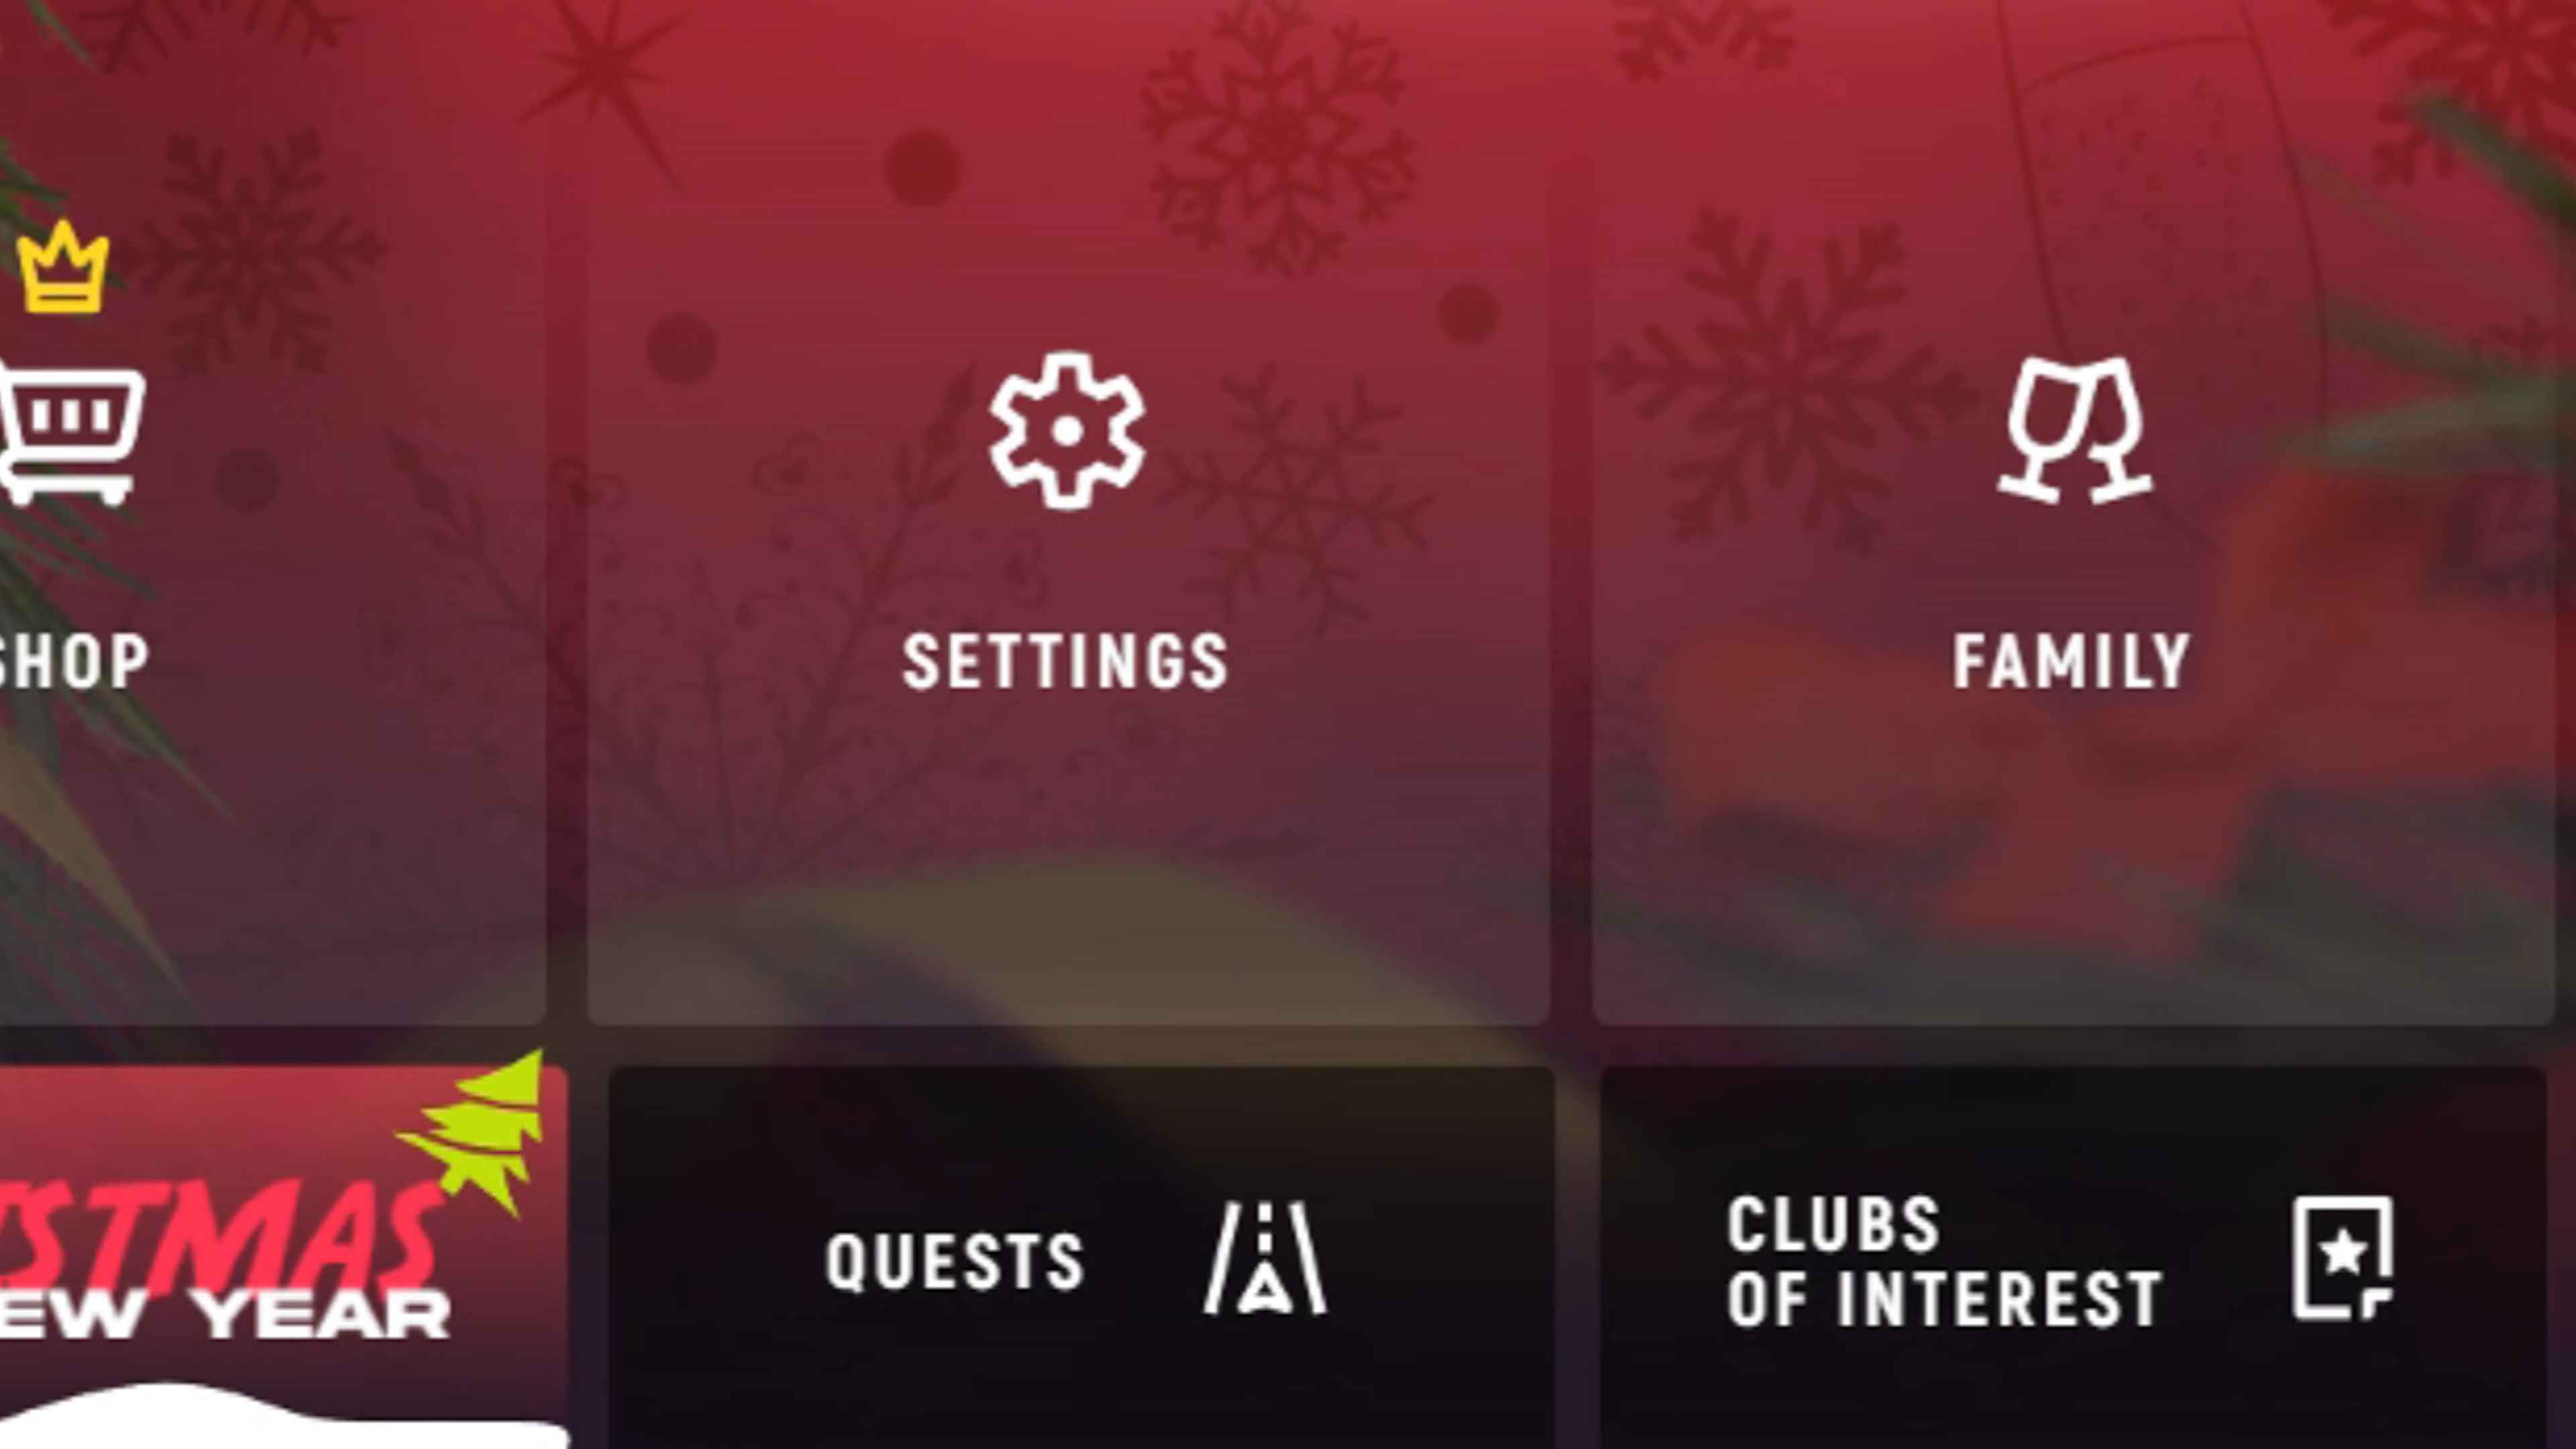 SHOP
SETTINGS
FAMILY
STMAS
EW YEAR
QUESTS
CLUBS
OF INTEREST